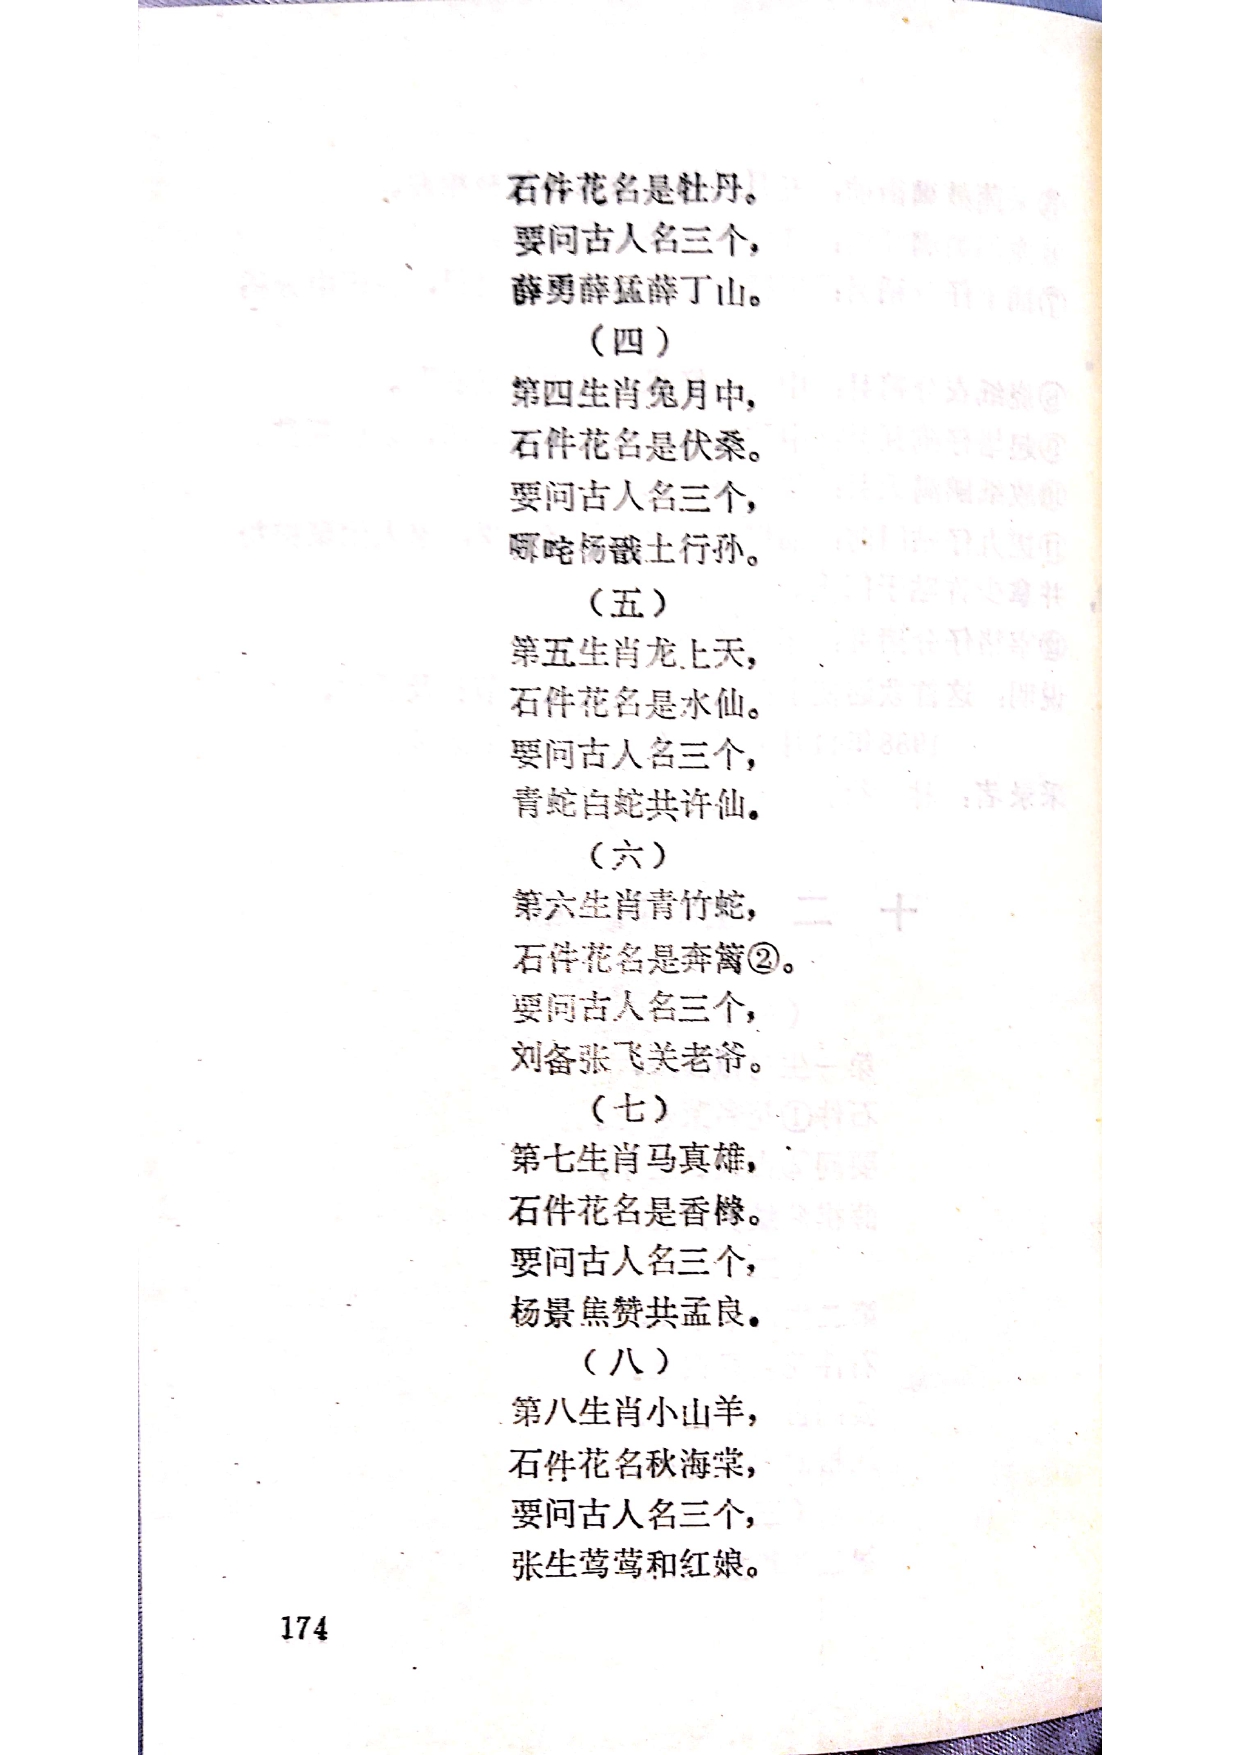 石件花名是牡丹。
要问古人名三个，
薛勇薛猛薛丁山。
（四）
第四生肖兔月中，
石件花名是伏桑。
要问古人名三个，
哪咤杨戬土行孙。
（五）
第五生肖龙上天，
石件花名是水仙。
要问古人名三个，
青蛇白蛇共许仙。
（六）
第六生肖青竹蛇，
石件花名是奔篱②。
要问古人名三个，
刘备张飞关老爷。
（七）
第七生肖马真雄，
石件花名是香橼。
要问古人名三个，
杨景焦赞共孟良。
（八）
第八生肖小山羊，
石件花名秋海棠，
要问古人名三个，
张生莺莺和红娘。
174